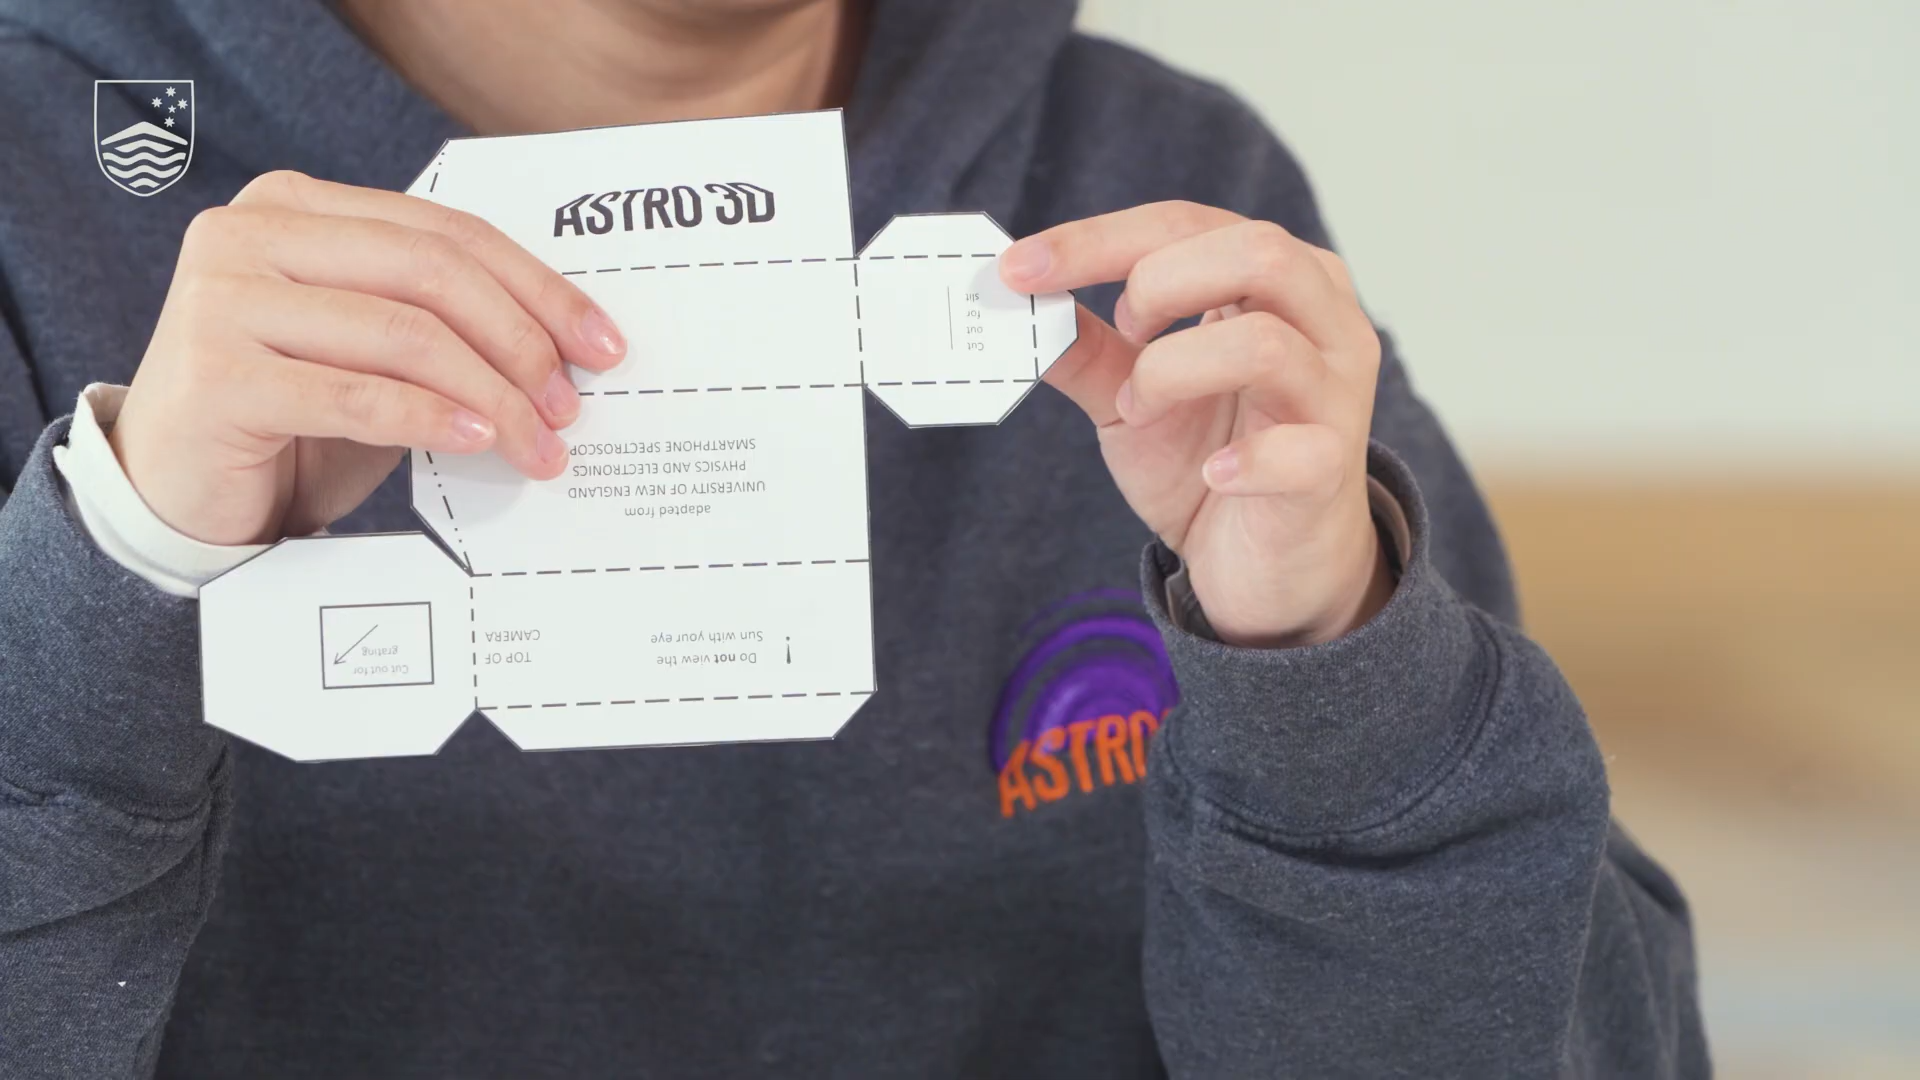 ASTRO 3D
Cut
out
for
slit
adapted from
UNIVERSITY OF NEW ENGLAND
PHYSICS AND ELECTRONICS
SMARTPHONE SPECTROSCOP
Cut out for
grating
TOP OF
CAMERA
! Do not view the
Sun with your eye
ASTRO